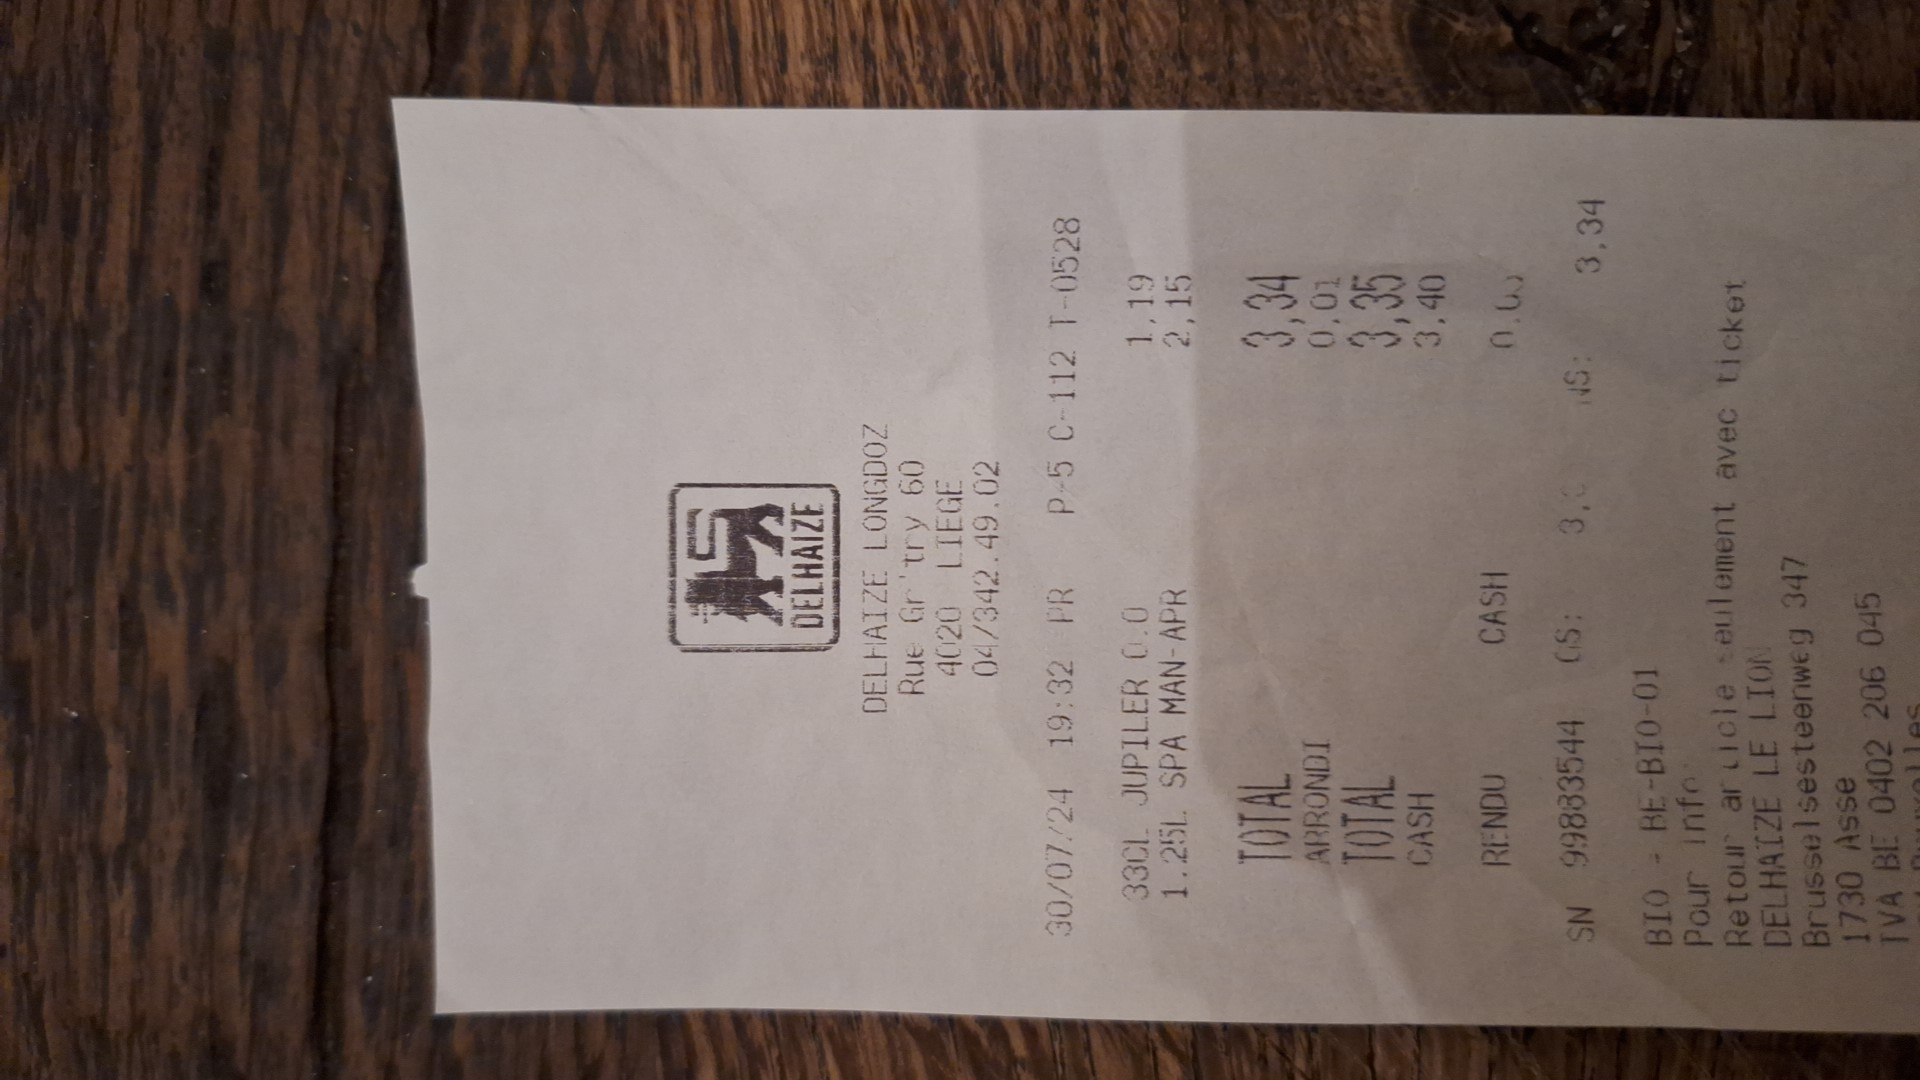 DELHAIZE
DELHAIZE LONGDOZ
Rue Gr'try 60
4020 LIEGE
04/342.49.02
30/07/24 19:32 PR P-5 C-112 T-0528
33CL JUPILER 0.0 1,19
1.25L SPA MAN-APR 2,15
TOTAL 3,34
ARRONDI 0,01
TOTAL 3,35
CASH 3,40
RENDU CASH
SN 99883544 CS: NS: 3,34
BIO = BE-BIO-01
Pour info
Retour article seulement avec ticket
DELHAIZE LE LION
Brusselsesteenweg 347
1730 Asse
TVA BE 0402 206 045